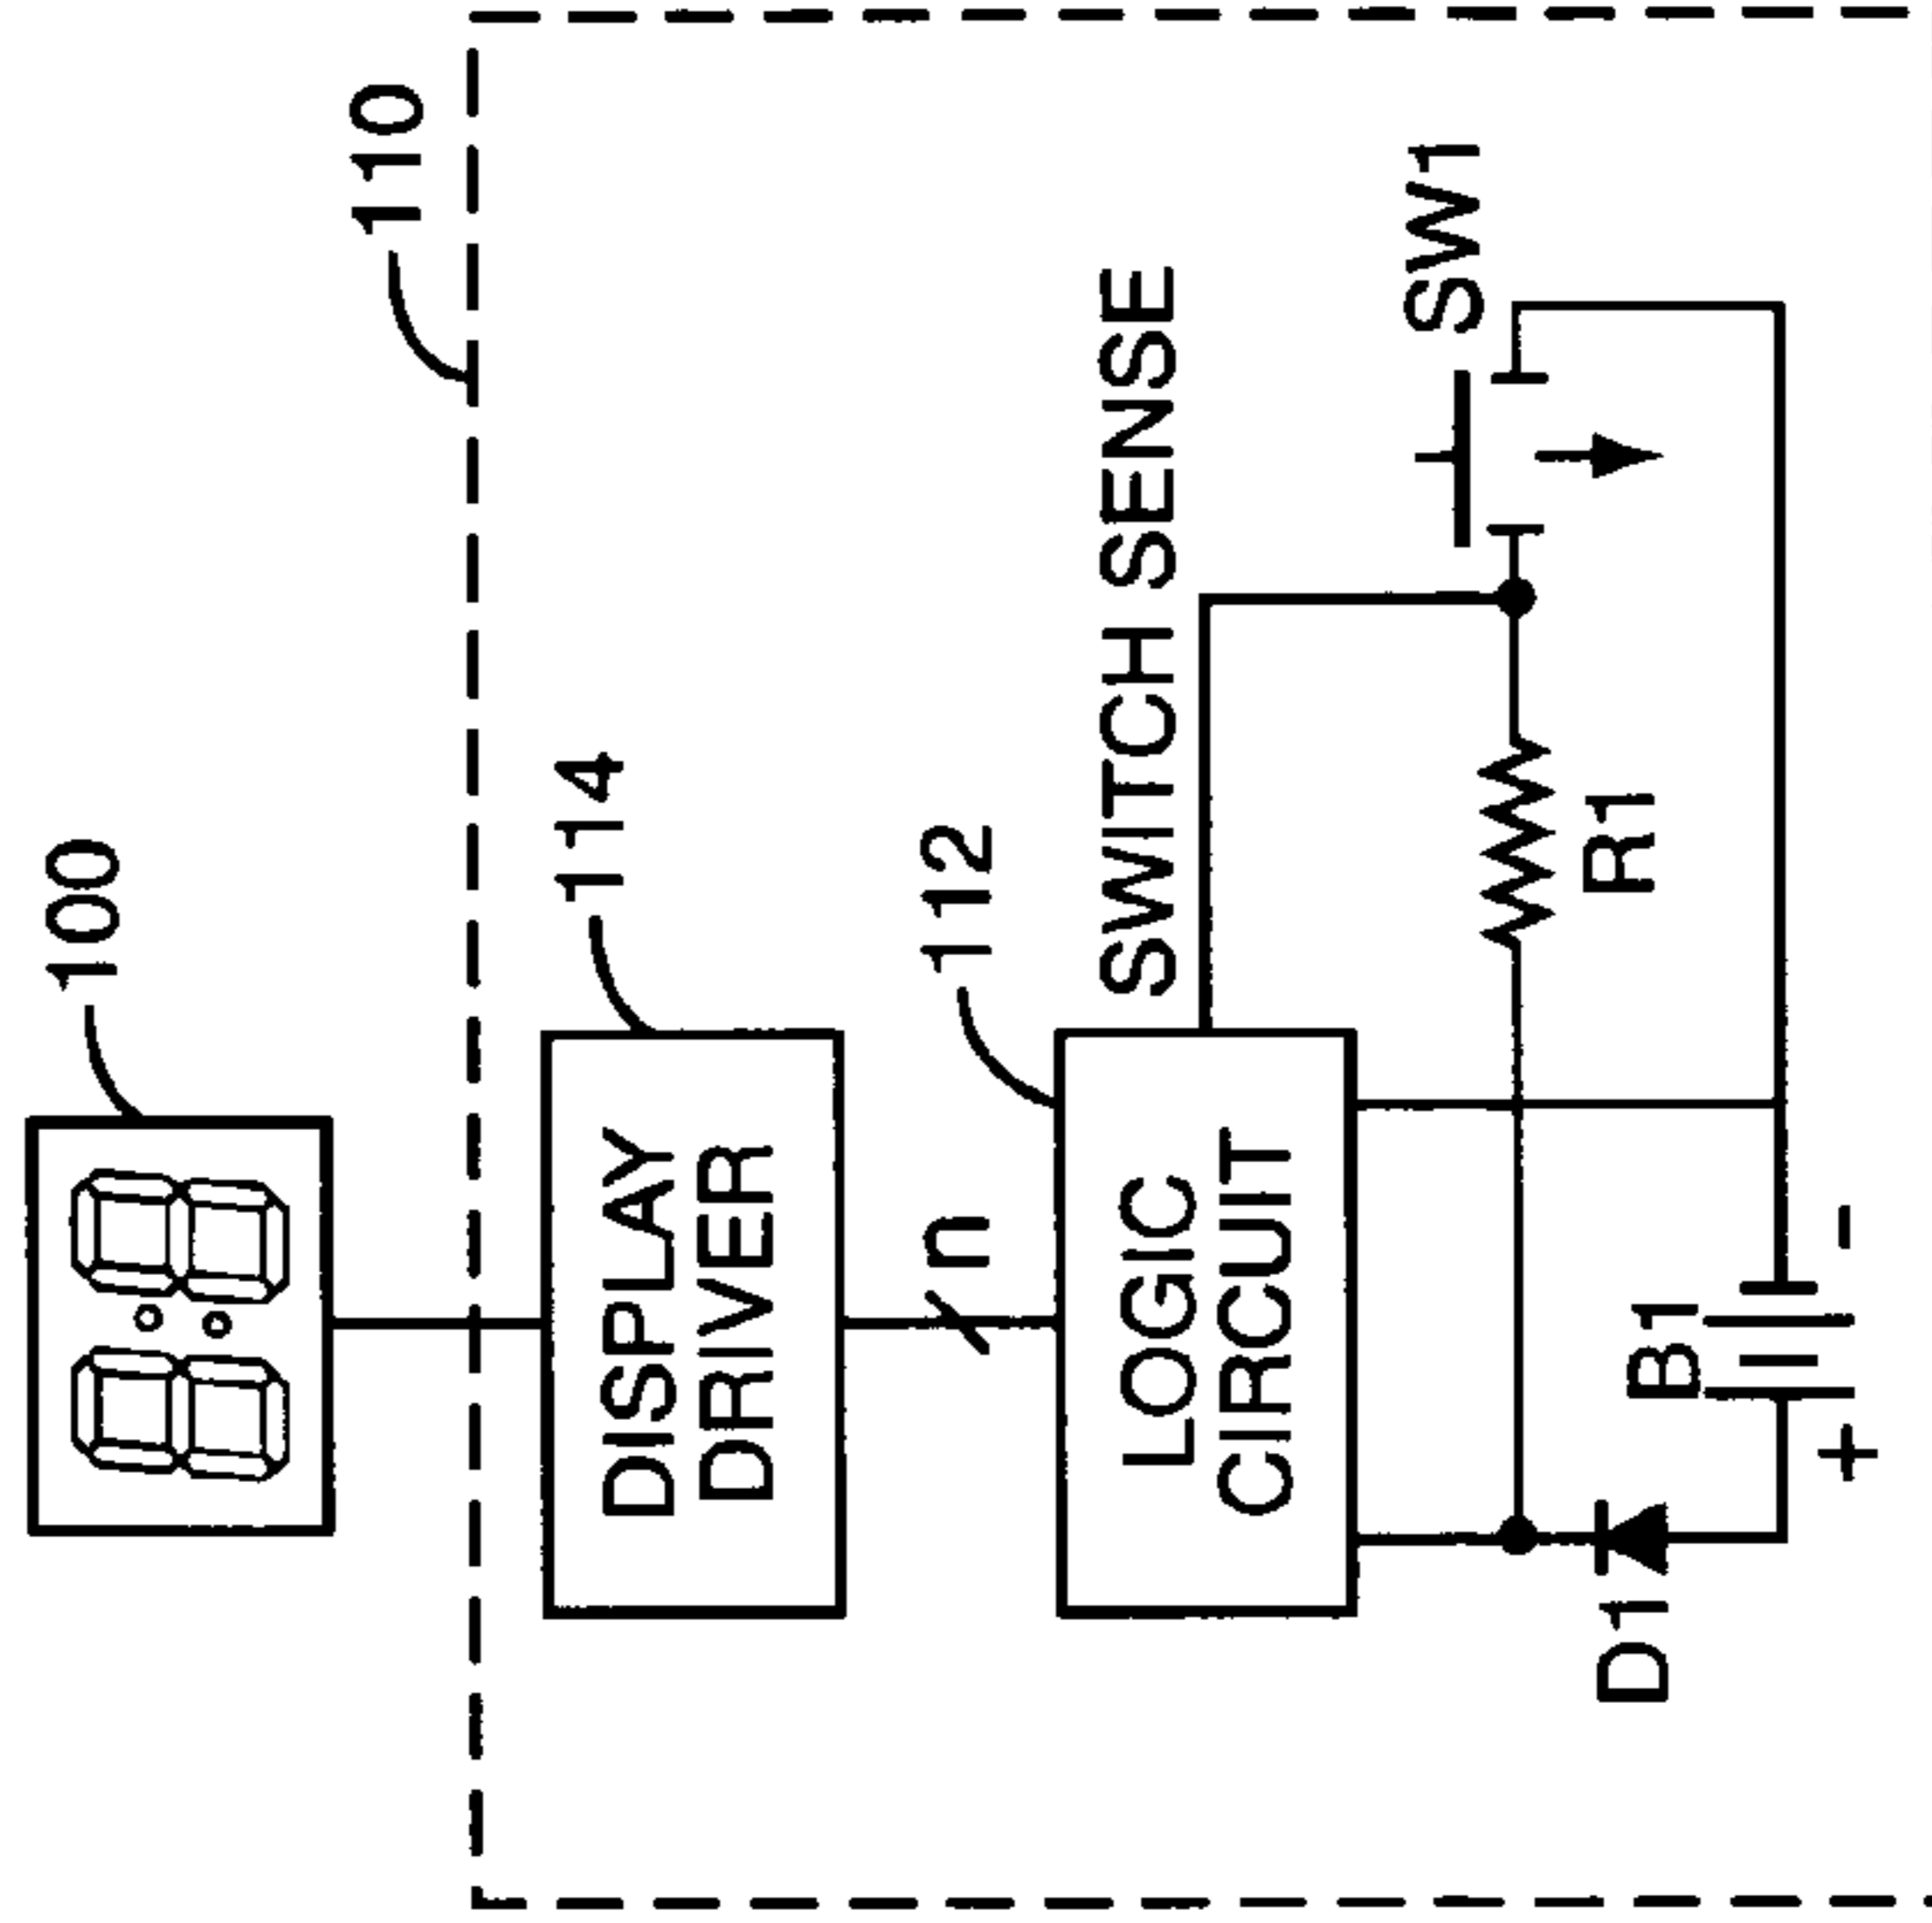 100
110
DISPLAY
DRIVER
114
n
112
LOGIC
CIRCUIT
SWITCH SENSE
SW1
R1
D1
B1
+
-